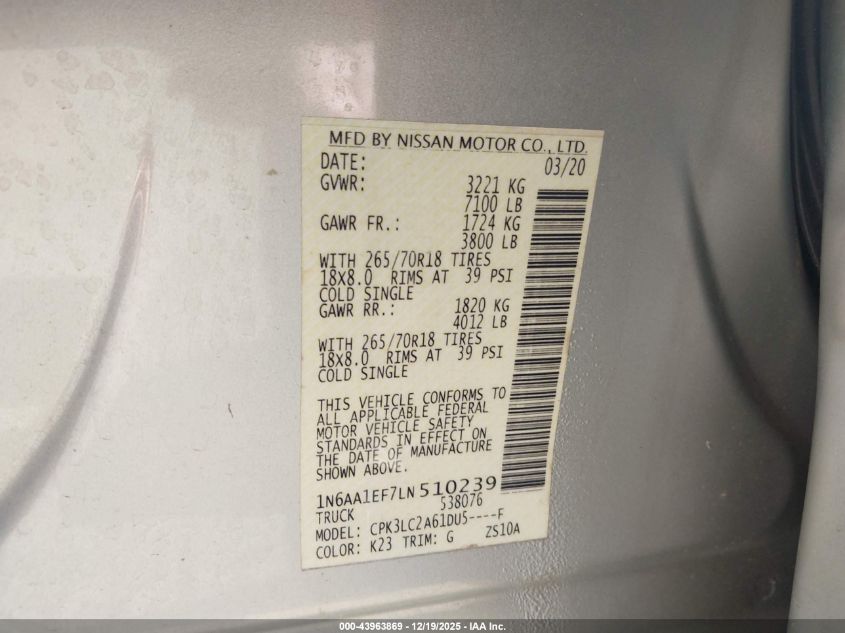 MFD BY NISSAN MOTOR CO., LTD.
DATE: 03/20
GVWR: 3221 KG
7100 LB
GAWR FR.: 1724 KG
3800 LB
WITH 265/70R18 TIRES
18X8.0 RIMS AT 39 PSI
COLD SINGLE
GAWR RR.: 1820 KG
4012 LB
WITH 265/70R18 TIRES
18X8.0 RIMS AT 39 PSI
COLD SINGLE
THIS VEHICLE CONFORMS TO
ALL APPLICABLE FEDERAL
MOTOR VEHICLE SAFETY
STANDARDS IN EFFECT ON
THE DATE OF MANUFACTURE
SHOWN ABOVE.
1N6AA1EF7LN510239
TRUCK 538076
MODEL: CPK3LC2A61DU5----F
COLOR: K23 TRIM: G ZS10A
000-43963869 - 12/19/2025 - IAA Inc.